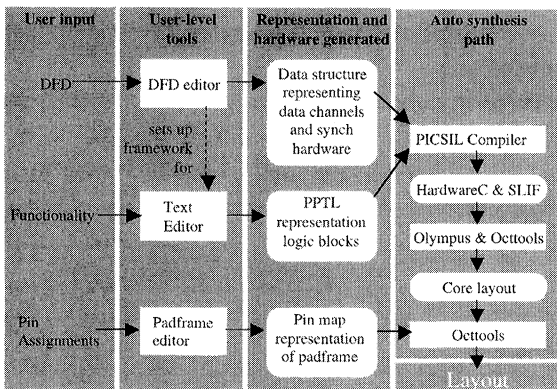 User input
User-level
tools
Representation and
hardware generated
Auto synthesis
path
DFD
DFD editor
Data structure
representing
data channels
and synch
hardware
sets up
framework
for
PICSIL Compiler
HardwareC & SLIF
Functionality
Text
Editor
PPTL
representation
logic blocks
Olympus & Octtools
Core layout
Pin
Assignments
Padframe
editor
Pin map
representation
of padframe
Octtools
Layout